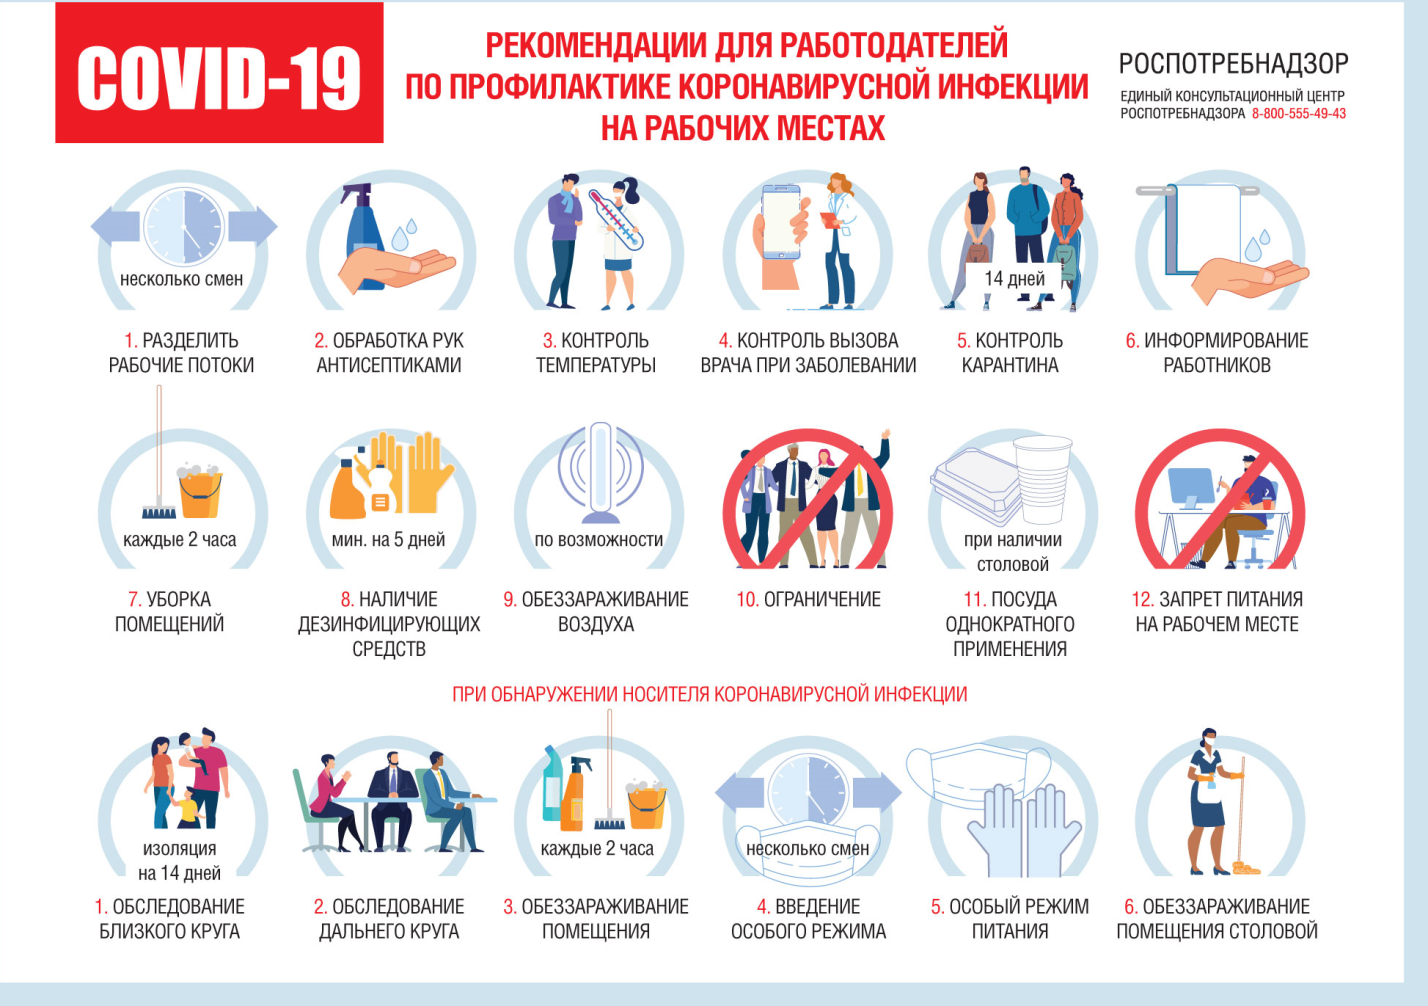 COVID-19
РЕКОМЕНДАЦИИ ДЛЯ РАБОТОДАТЕЛЕЙ
ПО ПРОФИЛАКТИКЕ КОРОНАВИРУСНОЙ ИНФЕКЦИИ
НА РАБОЧИХ МЕСТАХ
РОСПОТРЕБНАДЗОР
ЕДИНЫЙ КОНСУЛЬТАЦИОННЫЙ ЦЕНТР
РОСПОТРЕБНАДЗОРА 8-800-555-49-43
несколько смен
1. РАЗДЕЛИТЬ
РАБОЧИЕ ПОТОКИ
2. ОБРАБОТКА РУК
АНТИСЕПТИКАМИ
3. КОНТРОЛЬ
ТЕМПЕРАТУРЫ
4. КОНТРОЛЬ ВЫЗОВА
ВРАЧА ПРИ ЗАБОЛЕВАНИИ
14 дней
5. КОНТРОЛЬ
КАРАНТИНА
6. ИНФОРМИРОВАНИЕ
РАБОТНИКОВ
каждые 2 часа
7. УБОРКА
ПОМЕЩЕНИЙ
мин. на 5 дней
8. НАЛИЧИЕ
ДЕЗИНФИЦИРУЮЩИХ
СРЕДСТВ
по возможности
9. ОБЕЗЗАРАЖИВАНИЕ
ВОЗДУХА
10. ОГРАНИЧЕНИЕ
при наличии
столовой
11. ПОСУДА
ОДНОКРАТНОГО
ПРИМЕНЕНИЯ
12. ЗАПРЕТ ПИТАНИЯ
НА РАБОЧЕМ МЕСТЕ
ПРИ ОБНАРУЖЕНИИ НОСИТЕЛЯ КОРОНАВИРУСНОЙ ИНФЕКЦИИ
изоляция
на 14 дней
1. ОБСЛЕДОВАНИЕ
БЛИЗКОГО КРУГА
2. ОБСЛЕДОВАНИЕ
ДАЛЬНЕГО КРУГА
каждые 2 часа
3. ОБЕЗЗАРАЖИВАНИЕ
ПОМЕЩЕНИЯ
несколько смен
4. ВВЕДЕНИЕ
ОСОБОГО РЕЖИМА
5. ОСОБЫЙ РЕЖИМ
ПИТАНИЯ
6. ОБЕЗЗАРАЖИВАНИЕ
ПОМЕЩЕНИЯ СТОЛОВОЙ